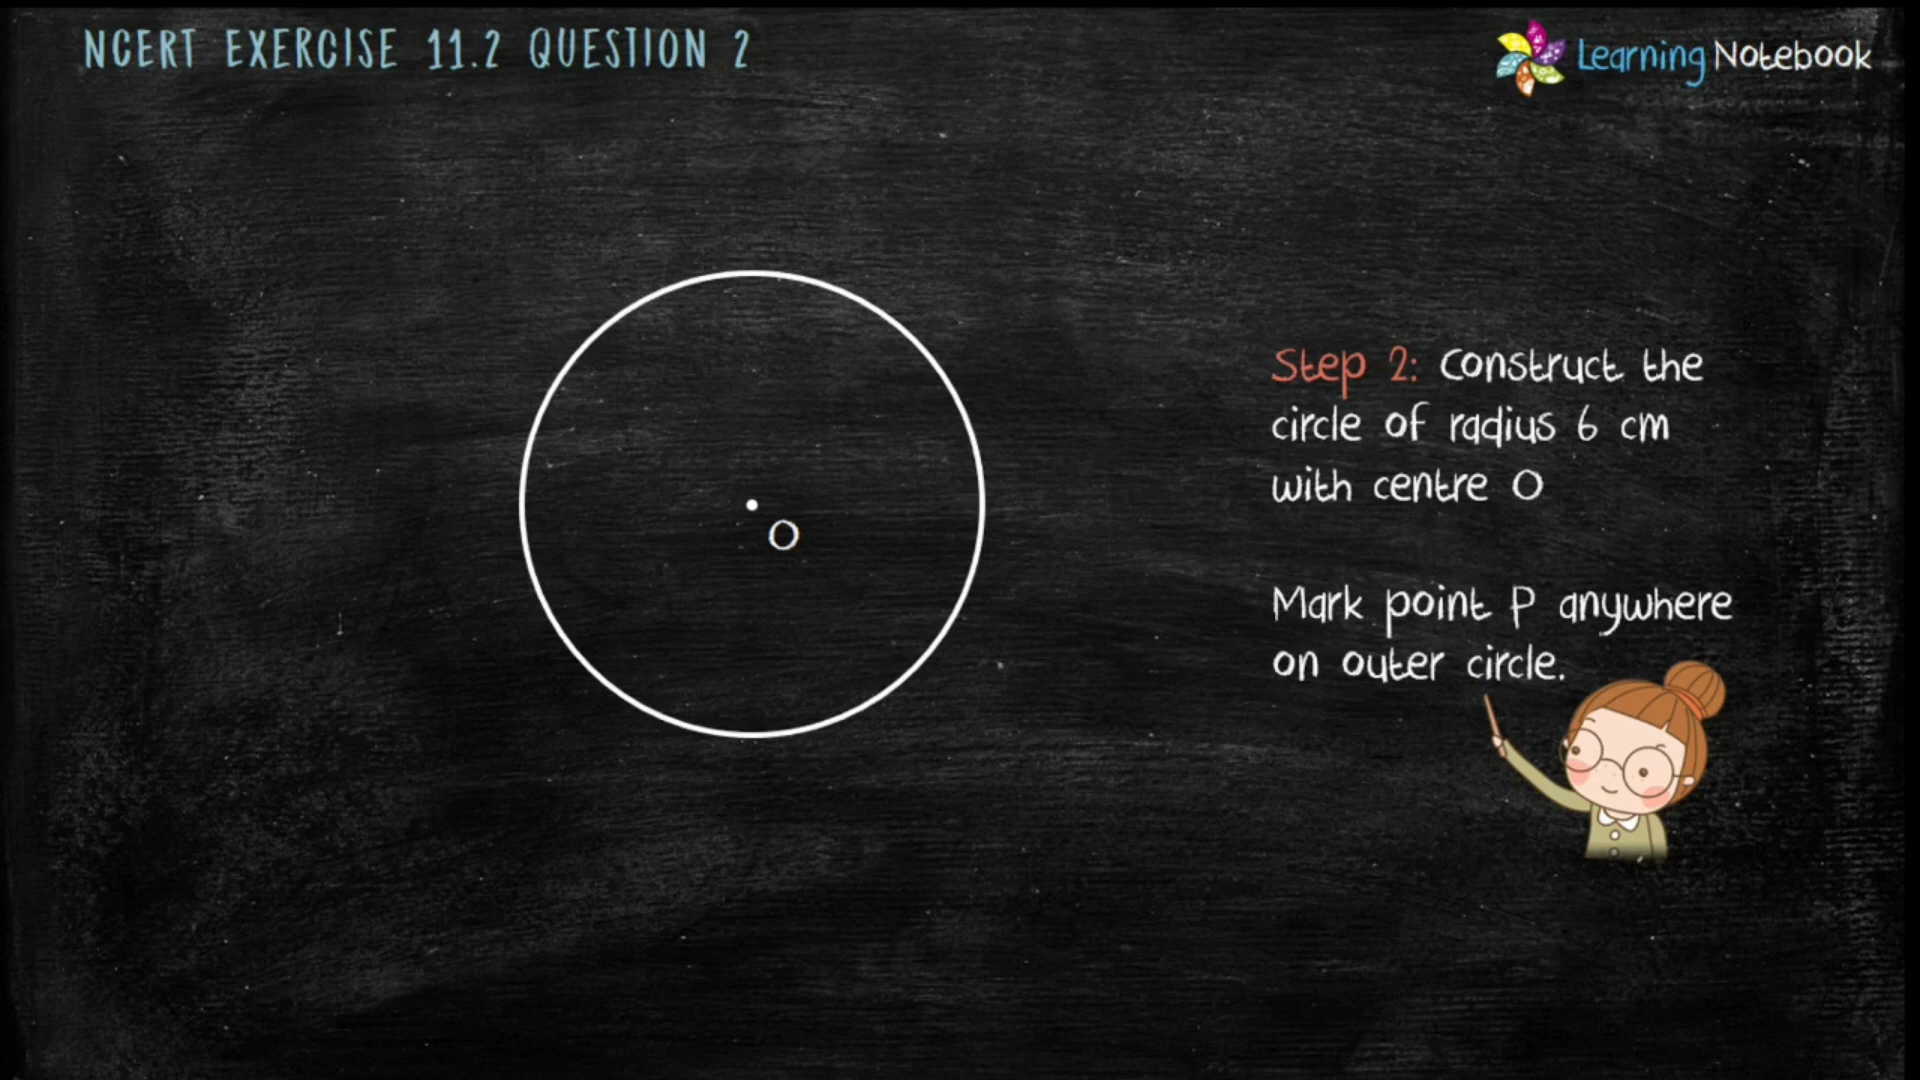 NCERT EXERCISE 11.2 QUESTION 2
Learning Notebook
Step 2: Construct the
circle of radius 6 cm
with centre O
Mark point P anywhere
on outer circle.
O